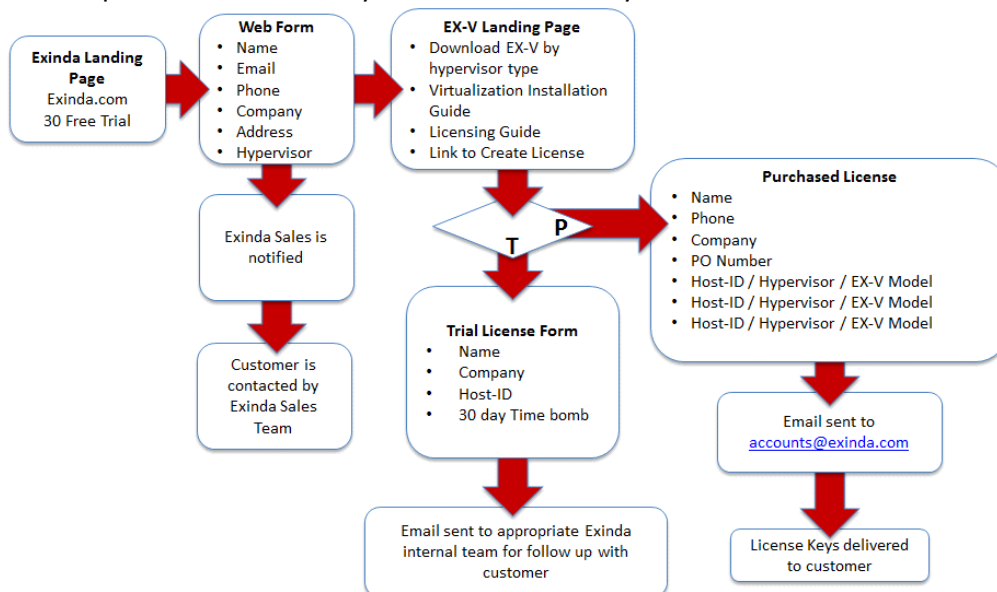 Exinda Landing
Page
Exinda.com
30 Free Trial
Web Form
• Name
• Email
• Phone
• Company
• Address
• Hypervisor
EX-V Landing Page
• Download EX-V by
hypervisor type
• Virtualization Installation
Guide
• Licensing Guide
• Link to Create License
Exinda Sales is
notified
Customer is
contacted by
Exinda Sales
Team
P
T
Purchased License
• Name
• Phone
• Company
• PO Number
• Host-ID / Hypervisor / EX-V Model
• Host-ID / Hypervisor / EX-V Model
• Host-ID / Hypervisor / EX-V Model
Trial License Form
• Name
• Company
• Host-ID
• 30 day Time bomb
Email sent to appropriate Exinda
internal team for follow up with
customer
Email sent to
accounts@exinda.com
License Keys delivered
to customer